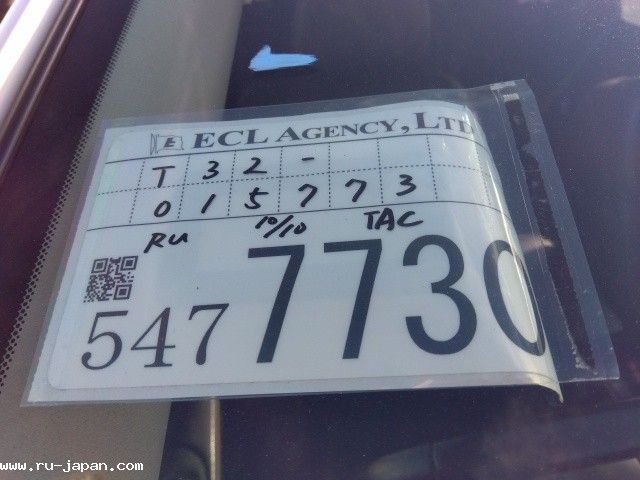 ECL AGENCY, LTD
T 3 2 -
0 1 5 7 7 3
RU 10/10 TAC
547 7730
www.ru-japan.com